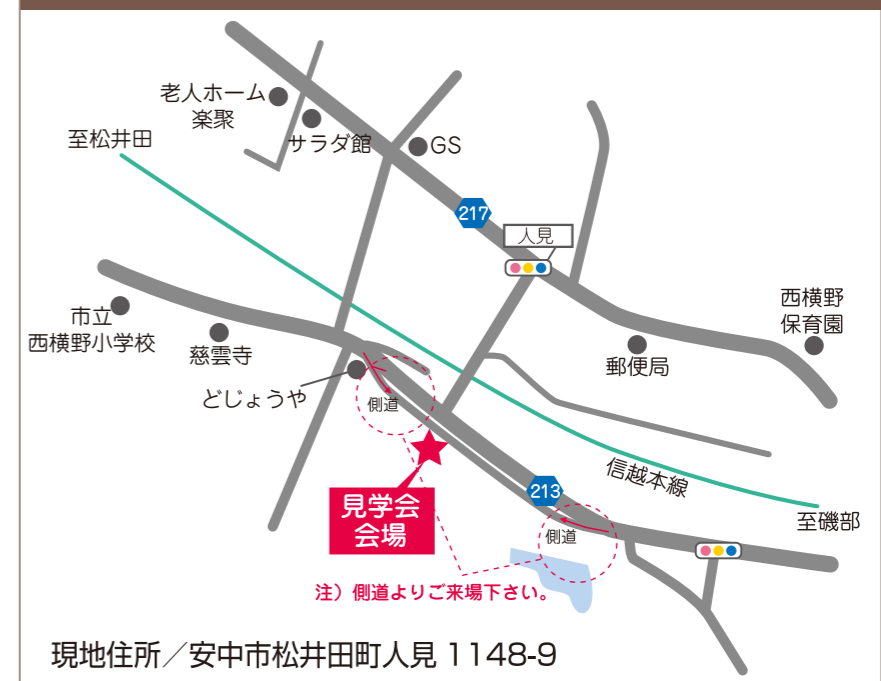 老人ホーム
楽聚
サラダ館
GS
至松井田
217
人見
市立
西横野小学校
慈雲寺
どじょうや
側道
西横野
保育園
郵便局
信越本線
213
見学会
会場
側道
至磯部
注）側道よりご来場下さい。
現地住所／安中市松井田町人見 1148-9